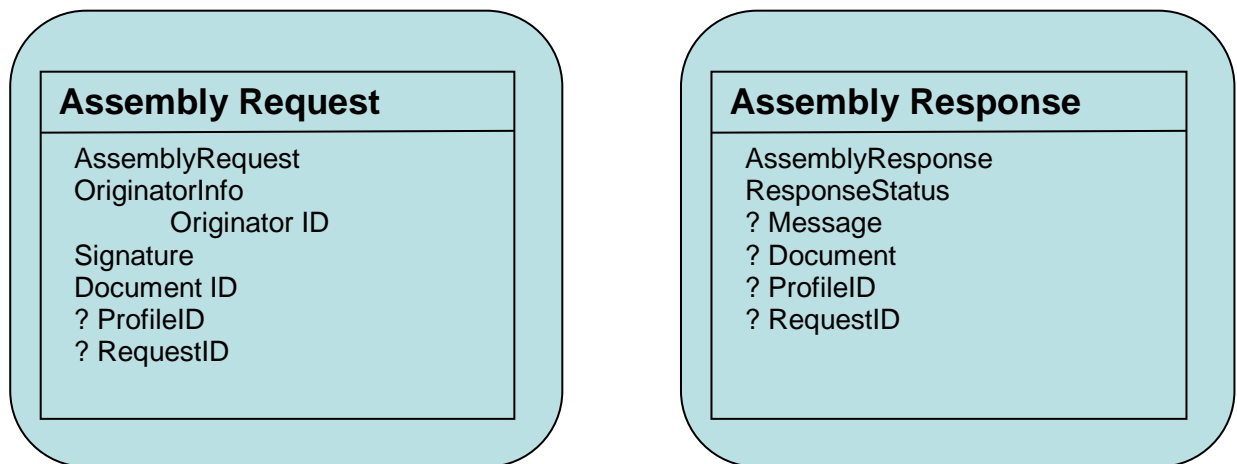 Assembly Request
AssemblyRequest
OriginatorInfo
Originator ID
Signature
Document ID
? ProfileID
? RequestID
Assembly Response
AssemblyResponse
ResponseStatus
? Message
? Document
? ProfileID
? RequestID